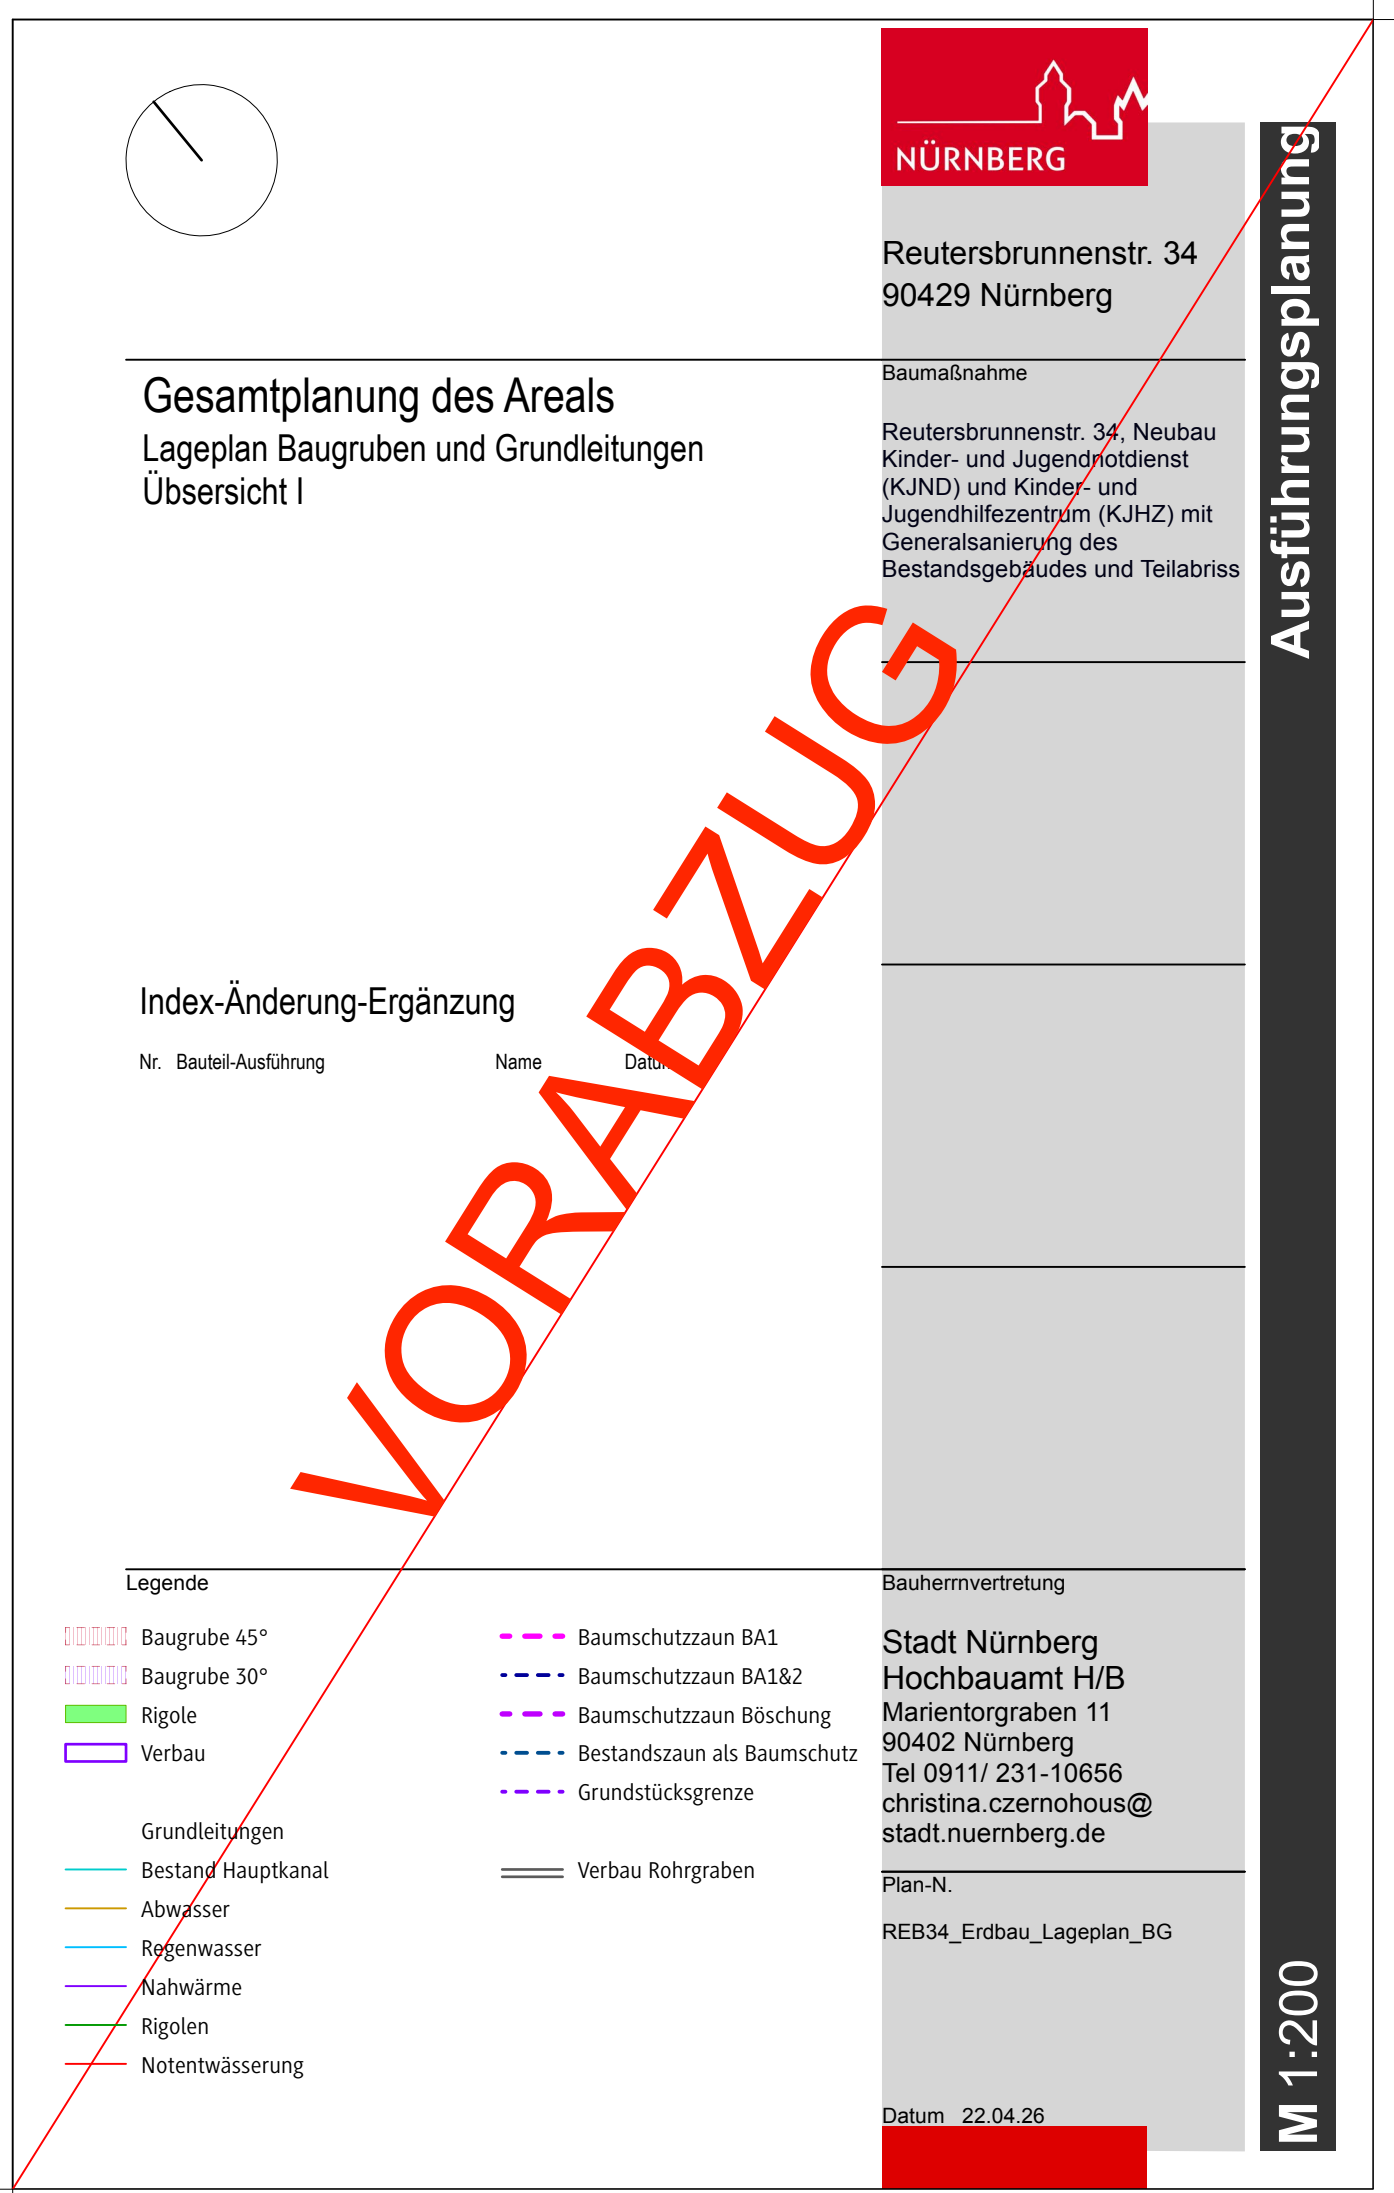 NÜRNBERG
Reutersbrunnenstr. 34
90429 Nürnberg
Ausführungsplanung
Gesamtplanung des Areals
Lageplan Baugruben und Grundleitungen
Übsersicht I
Baumaßnahme
Reutersbrunnenstr. 34, Neubau
Kinder- und Jugendnotdienst
(KJND) und Kinder- und
Jugendhilfezentrum (KJHZ) mit
Generalsanierung des
Bestandsgebäudes und Teilabriss
VORABZUG
Index-Änderung-Ergänzung
Nr. Bauteil-Ausführung Name
Legende
Baugrube 45°
Baugrube 30°
Rigole
Verbau
Grundleitungen
Bestand Hauptkanal
Abwasser
Regenwasser
Nahwärme
Rigolen
Notentwässerung
Baumschutzzaun BA1
Baumschutzzaun BA1&2
Baumschutzzaun Böschung
Bestandszaun als Baumschutz
Grundstücksgrenze
Verbau Rohrgraben
Bauherrnvertretung
Stadt Nürnberg
Hochbauamt H/B
Marientorgraben 11
90402 Nürnberg
Tel 0911/ 231-10656
christina.czernohous@
stadt.nuernberg.de
Plan-N.
REB34_Erdbau_Lageplan_BG
Datum 22.04.26
M 1:200